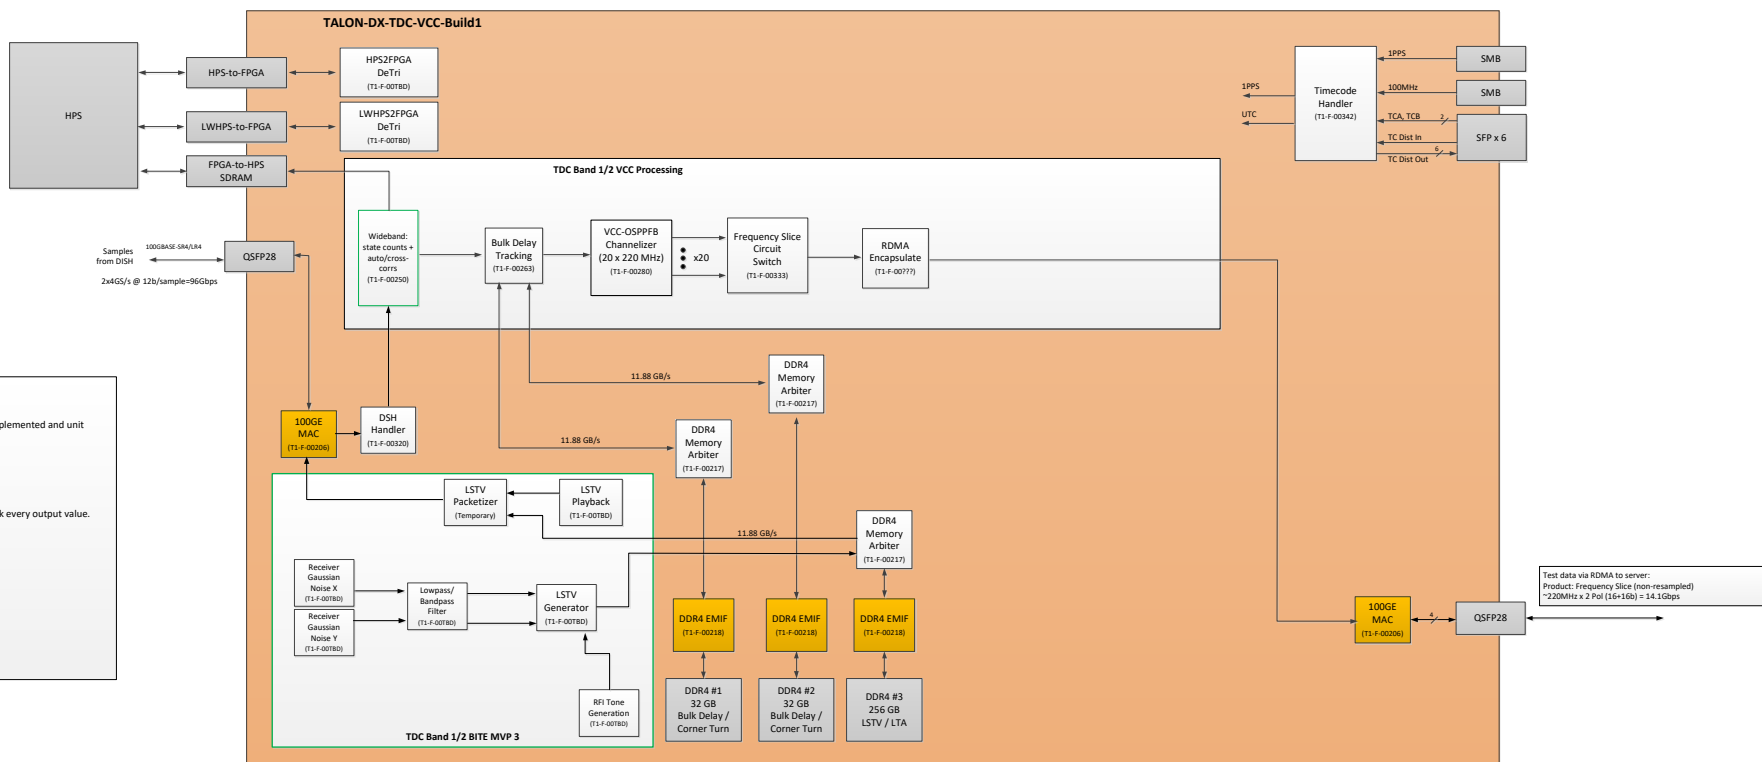 TALON-DX-TDC-VCC-Build1
HPS
HPS-to-FPGA
HPS2FPGA
DeTri
(T1-F-00TBD)
LWHPS-to-FPGA
LWHPS2FPGA
DeTri
(T1-F-00TBD)
FPGA-to-HPS
SDRAM
1PPS
UTC
Timecode
Handler
(T1-F-00342)
1PPS
SMB
100MHz
SMB
TCA, TCB
2
TC Dist In
6
TC Dist Out
SFP x 6
TDC Band 1/2 VCC Processing
Wideband:
state counts +
auto/cross-
corrs
(T1-F-00250)
Bulk Delay
Tracking
(T1-F-00263)
VCC-OSPPFB
Channelizer
(20 x 220 MHz)
(T1-F-00280)
x20
Frequency Slice
Circuit
Switch
(T1-F-00333)
RDMA
Encapsulate
(T1-F-00???)
Samples
from DISH
100GBASE-SR4/LR4
2x4GS/s @ 12b/sample=96Gbps
QSFP28
plemented and unit
k every output value.
100GE
MAC
(T1-F-00206)
DSH
Handler
(T1-F-00320)
11.88 GB/s
DDR4
Memory
Arbiter
(T1-F-00217)
11.88 GB/s
DDR4
Memory
Arbiter
(T1-F-00217)
LSTV
Packetizer
(Temporary)
LSTV
Playback
(T1-F-00TBD)
11.88 GB/s
DDR4
Memory
Arbiter
(T1-F-00217)
Receiver
Gaussian
Noise X
(T1-F-00TBD)
Receiver
Gaussian
Noise Y
(T1-F-00TBD)
Lowpass/
Bandpass
Filter
(T1-F-00TBD)
LSTV
Generator
(T1-F-00TBD)
RFI Tone
Generation
(T1-F-00TBD)
TDC Band 1/2 BITE MVP 3
DDR4 EMIF
(T1-F-00218)
DDR4 EMIF
(T1-F-00218)
DDR4 EMIF
(T1-F-00218)
DDR4 #1
32 GB
Bulk Delay /
Corner Turn
DDR4 #2
32 GB
Bulk Delay /
Corner Turn
DDR4 #3
256 GB
LSTV / LTA
100GE
MAC
(T1-F-00206)
4
QSFP28
Test data via RDMA to server:
Product: Frequency Slice (non-resampled)
~220MHz x 2 Pol (16+16b) = 14.1Gbps